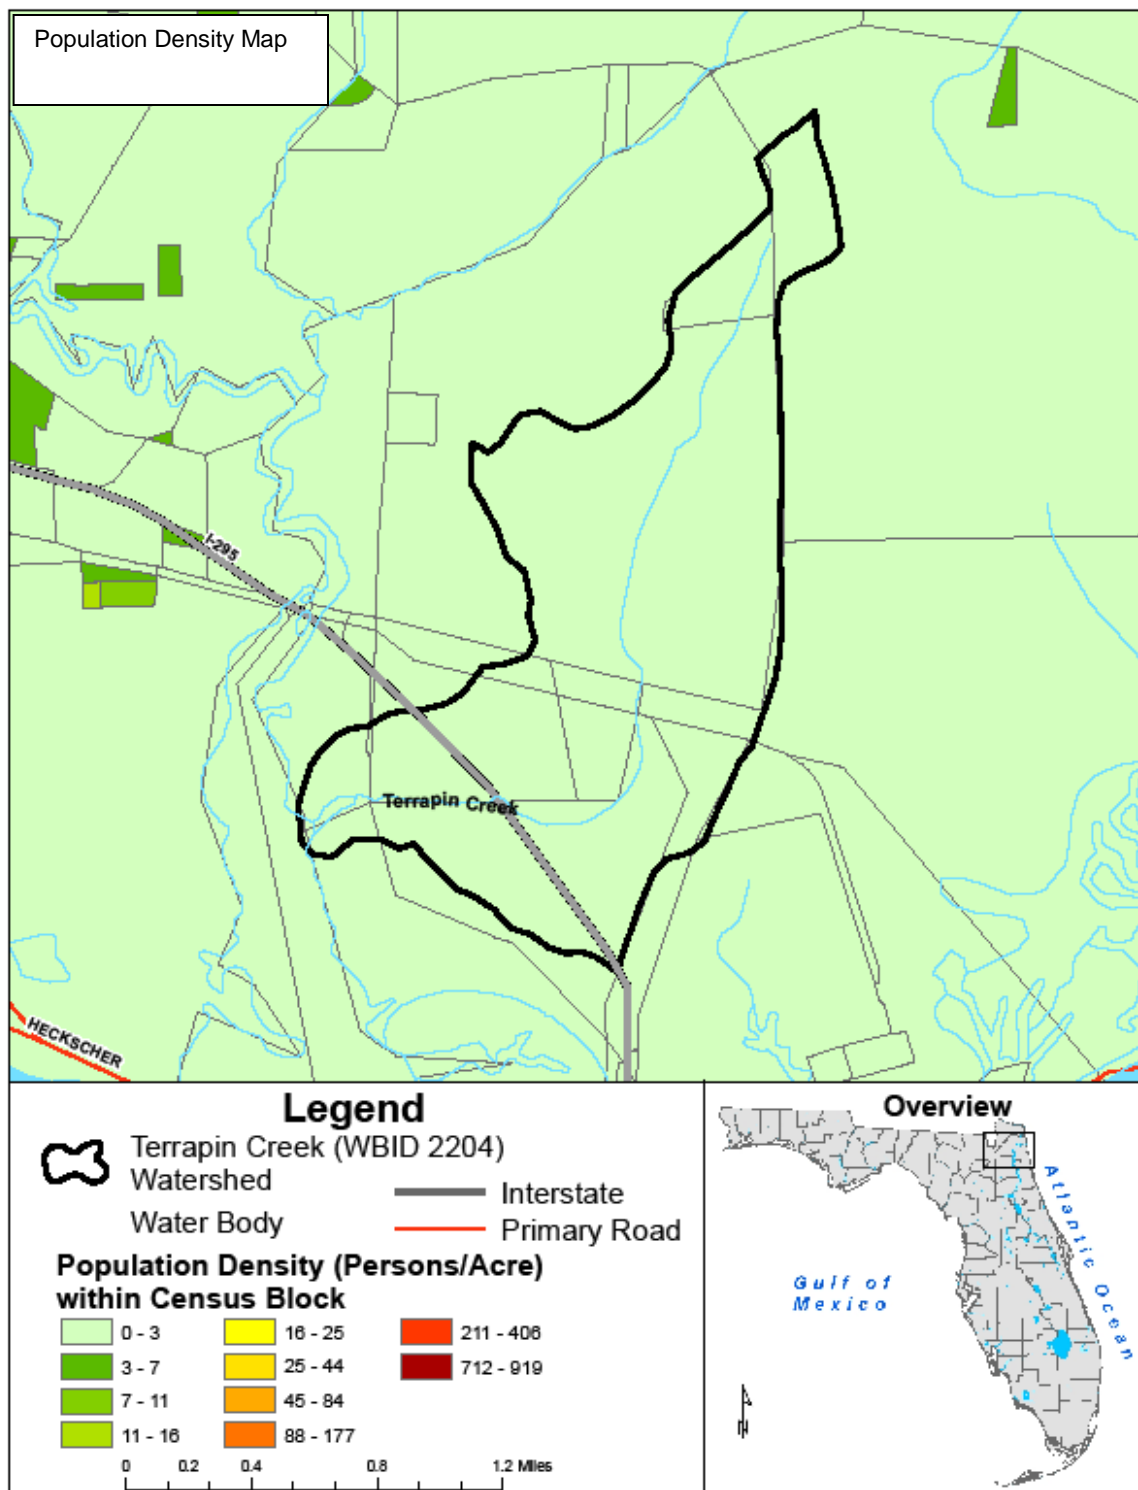 Population Density Map
I-295
Terrapin Creek
HECKSCHER
Legend
Terrapin Creek (WBID 2204)
Watershed
Water Body
Interstate
Primary Road
Population Density (Persons/Acre)
within Census Block
0 - 3
3 - 7
7 - 11
11 - 16
16 - 25
25 - 44
45 - 84
88 - 177
211 - 406
712 - 919
0 0.2 0.4 0.8 1.2 Miles
Overview
Atlantic Ocean
Gulf of
Mexico
N